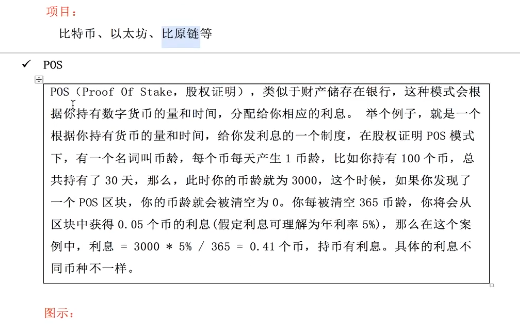 项目：
比特币、以太坊、比原链等
✓ POS
POS（Proof Of Stake，股权证明），类似于财产储存在银行，这种模式会根
据你持有数字货币的量和时间，分配给你相应的利息。 举个例子，就是一个
根据你持有货币的量和时间，给你发利息的一个制度，在股权证明 POS 模式
下，有一个名词叫币龄，每个币每天产生 1 币龄，比如你持有 100 个币，总
共持有了 30 天，那么，此时你的币龄就为 3000，这个时候，如果你发现了
一个 POS 区块，你的币龄就会被清空为 0。你每被清空 365 币龄，你将会从
区块中获得 0.05 个币的利息(假定利息可理解为年利率 5%)，那么在这个案
例中，利息 = 3000 * 5% / 365 = 0.41 个币，持币有利息。具体的利息不
同币种不一样。
图示：